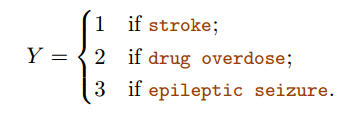 1 if stroke;
Y = 2 if drug overdose;
3 if epileptic seizure.